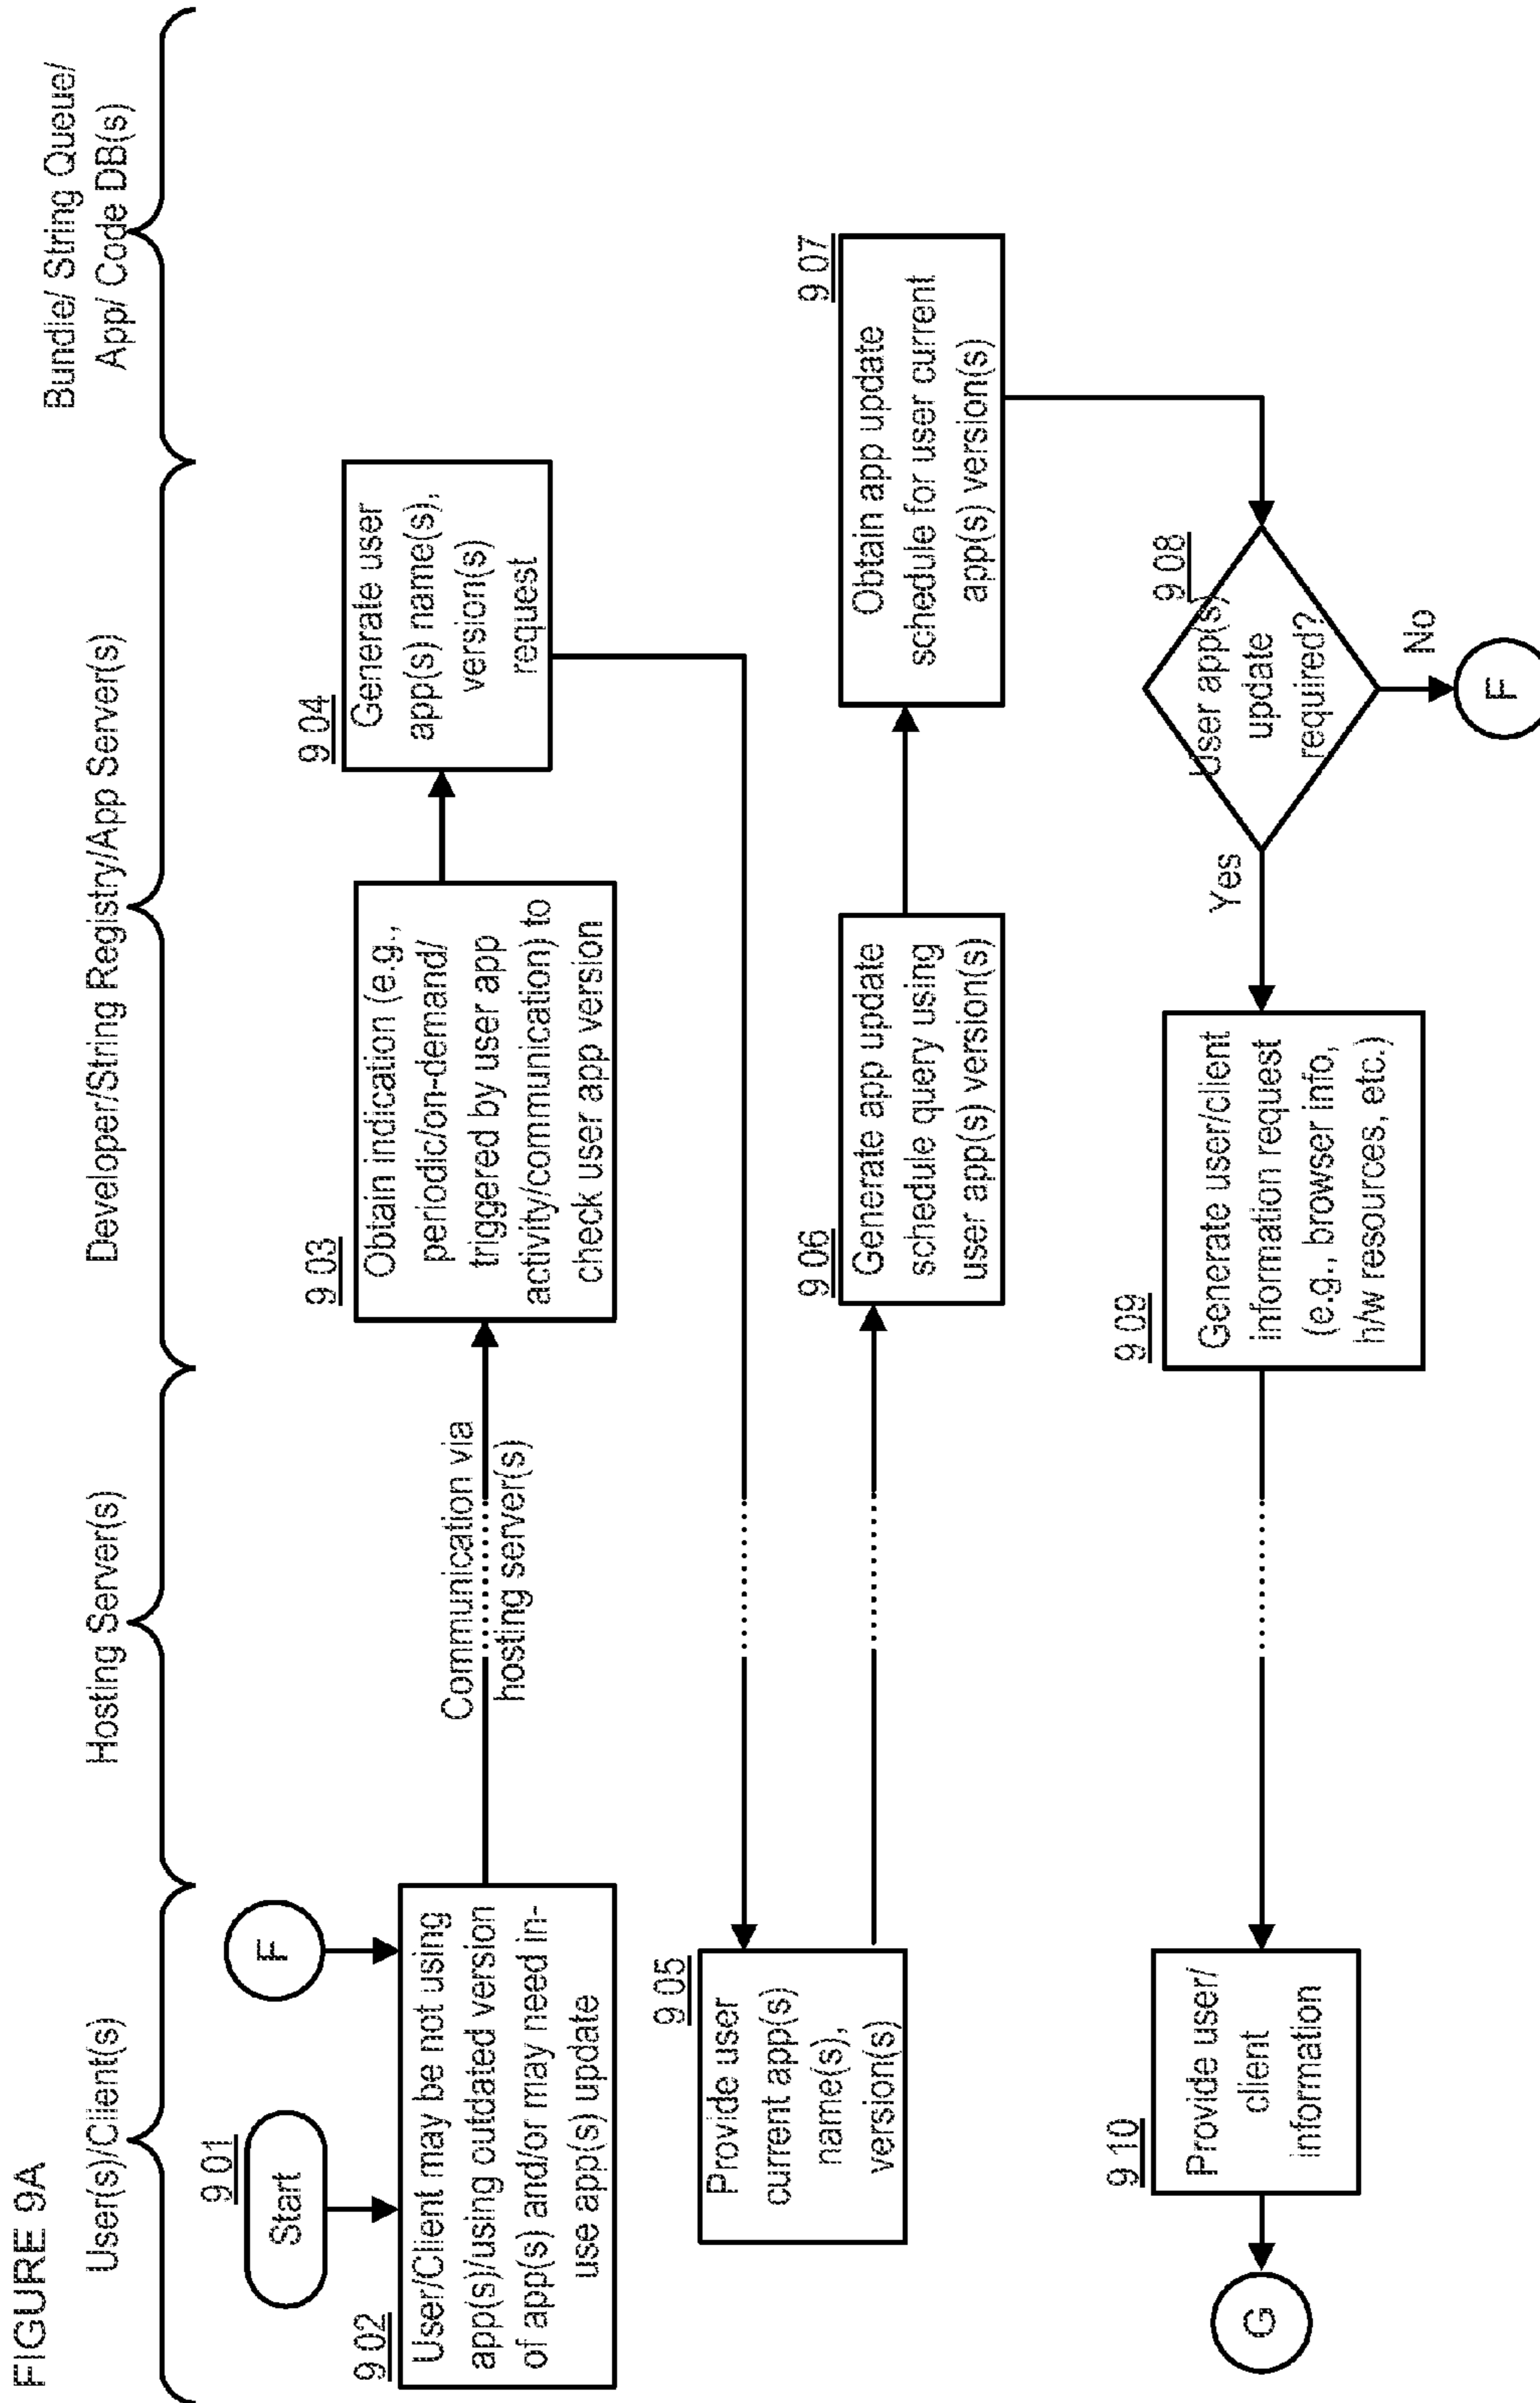 FIGURE 9A
User(s)/Client(s)
Hosting Server(s)
Developer/String Registry/App Server(s)
Bundle/ String Queue/
App/ Code DB(s)
9 01
Start
F
9 02
User/Client may be not using
app(s)/using outdated version
of app(s) and/or may need in-
use app(s) update
Communication via
hosting server(s)
9 03
Obtain indication (e.g.,
periodic/on-demand/
triggered by user app
activity/communication) to
check user app version
9 04
Generate user
app(s) name(s),
version(s)
request
9 05
Provide user
current app(s)
name(s),
version(s)
9 06
Generate app update
schedule query using
user app(s) version(s)
9 07
Obtain app update
schedule for user current
app(s) version(s)
9 08
User app(s)
update
required?
Yes
No
F
9 09
Generate user/client
information request
(e.g., browser info,
h/w resources, etc.)
9 10
Provide user/
client
information
G